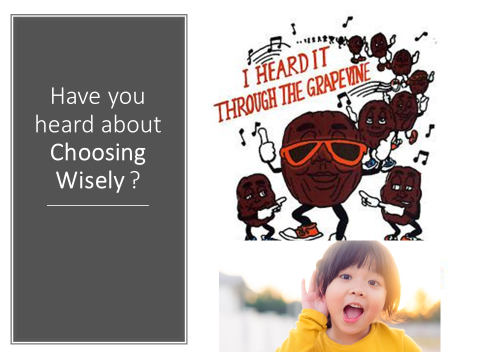 Have you
heard about
Choosing
Wisely ?
I HEARD IT
THROUGH THE GRAPEVINE